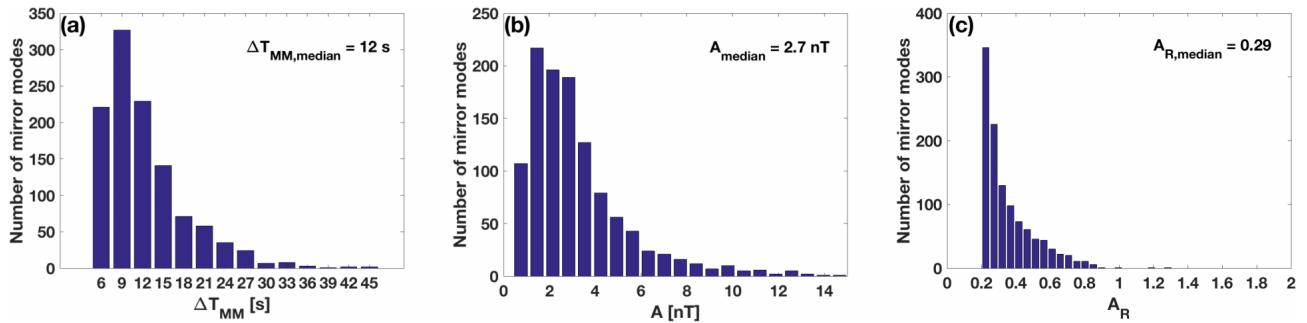 (a)
ΔT_MM,median = 12 s
Number of mirror modes
350
300
250
200
150
100
50
0
6 9 12 15 18 21 24 27 30 33 36 39 42 45
ΔT_MM [s]
(b)
A_median = 2.7 nT
Number of mirror modes
250
200
150
100
50
0
0 2 4 6 8 10 12 14
A [nT]
(c)
A_R,median = 0.29
Number of mirror modes
400
300
200
100
0
0 0.2 0.4 0.6 0.8 1 1.2 1.4 1.6 1.8 2
A_R